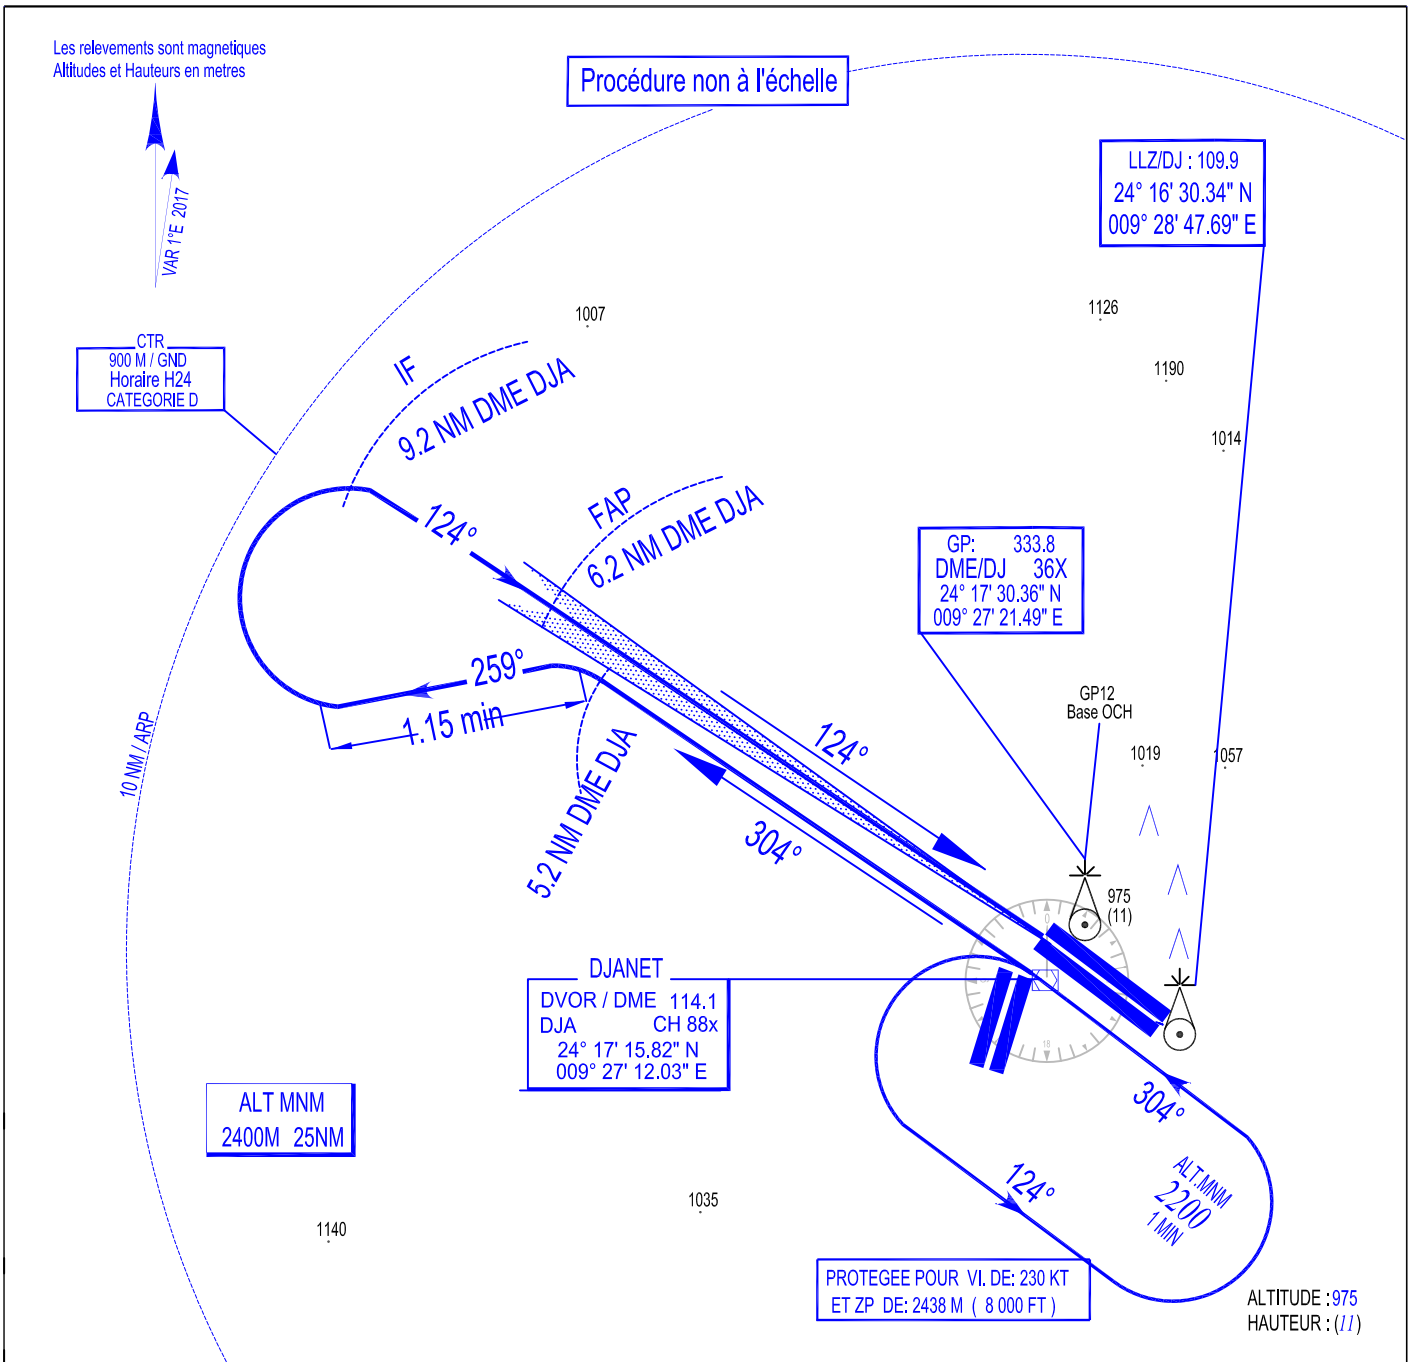 Les relevements sont magnetiques
Altitudes et Hauteurs en metres
Procédure non à l'échelle
VAR 1°E 2017
LLZ/DJ : 109.9
24° 16' 30.34" N
009° 28' 47.69" E
CTR
900 M / GND
Horaire H24
CATEGORIE D
1007
1126
1190
1014
IF
9.2 NM DME DJA
FAP
6.2 NM DME DJA
124°
GP: 333.8
DME/DJ 36X
24° 17' 30.36" N
009° 27' 21.49" E
259°
1.15 min
GP12
Base OCH
10 NM / ARP
124°
1019
1057
5.2 NM DME DJA
304°
975
(11)
0
18
DJANET
DVOR / DME 114.1
DJA CH 88x
24° 17' 15.82" N
009° 27' 12.03" E
ALT MNM
2400M 25NM
304°
124°
ALT.MNM
2200
1 MIN
1035
1140
PROTEGEE POUR VI. DE: 230 KT
ET ZP DE: 2438 M ( 8 000 FT )
ALTITUDE : 975
HAUTEUR : (11)